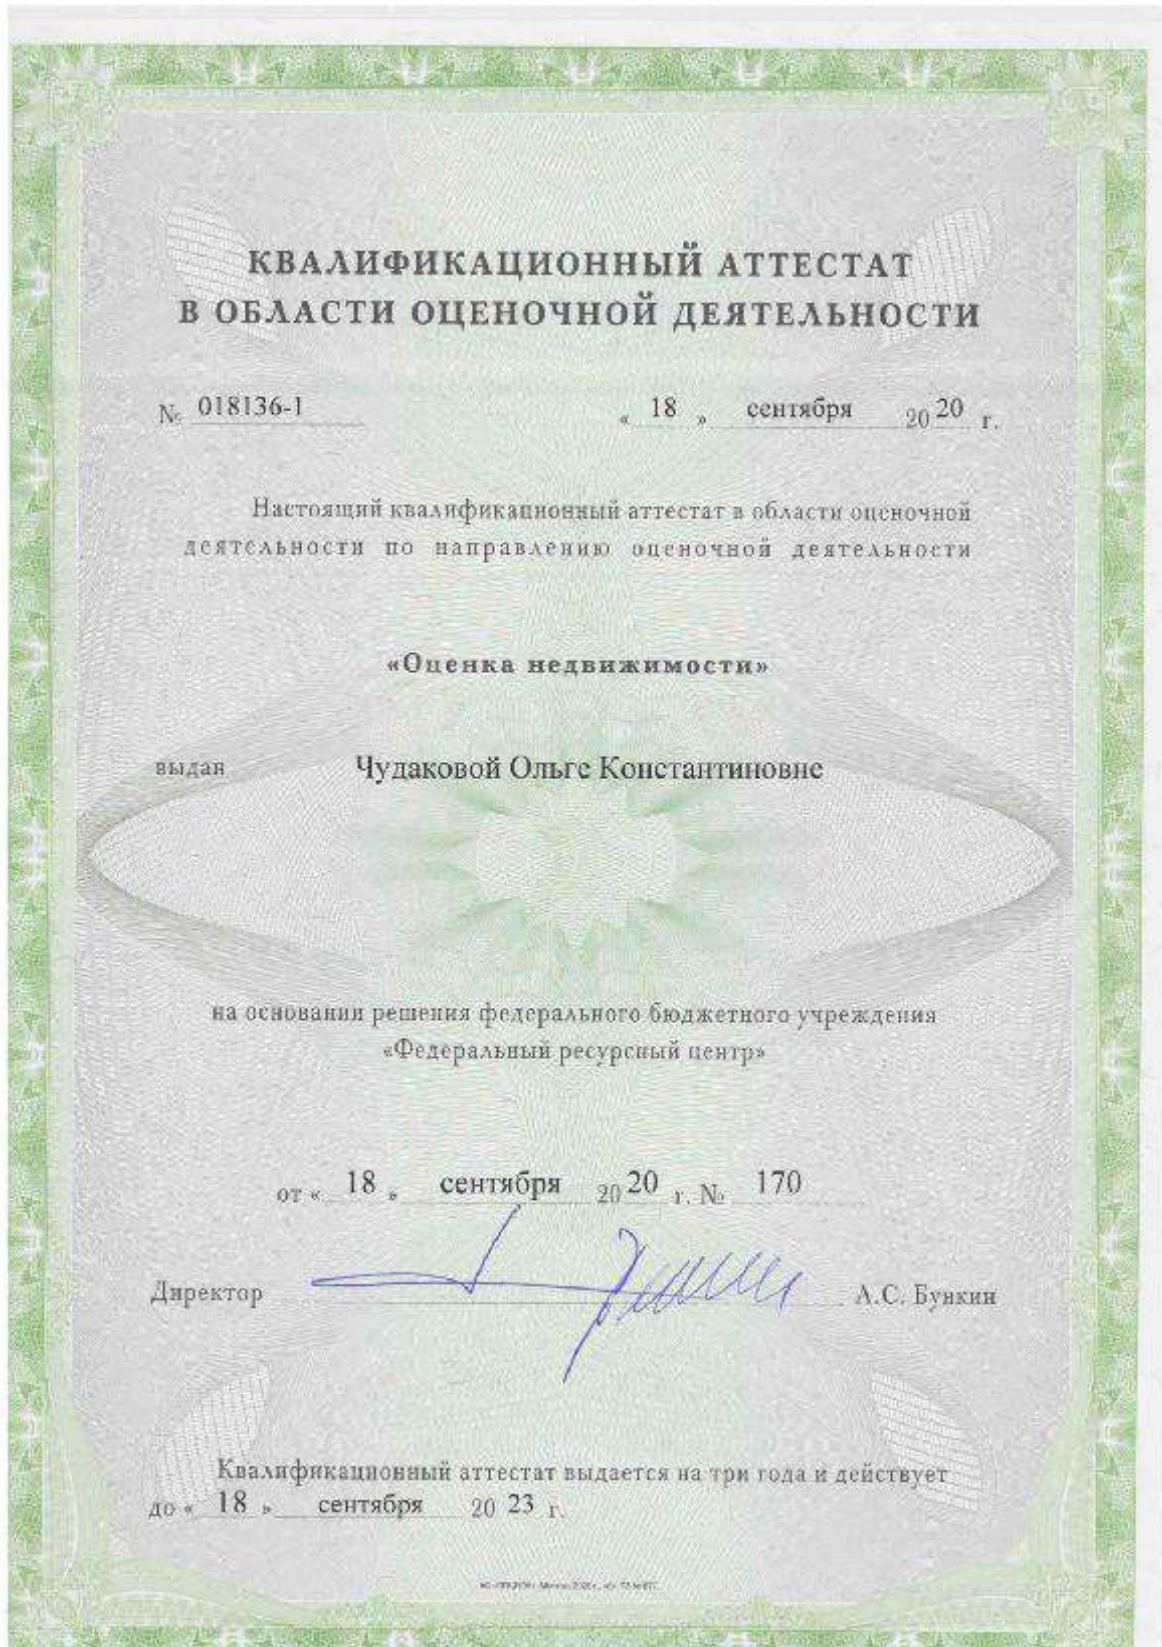 КВАЛИФИКАЦИОННЫЙ АТТЕСТАТ
В ОБЛАСТИ ОЦЕНОЧНОЙ ДЕЯТЕЛЬНОСТИ
№ 018136-1 « 18 » сентября 20 20 г.
Настоящий квалификационный аттестат в области оценочной
деятельности по направлению оценочной деятельности
«Оценка недвижимости»
выдан Чудаковой Ольге Константиновне
на основании решения федерального бюджетного учреждения
«Федеральный ресурсный центр»
от « 18 » сентября 20 20 г. № 170
Директор А.С. Бункин
Квалификационный аттестат выдается на три года и действует
до « 18 » сентября 20 23 г.